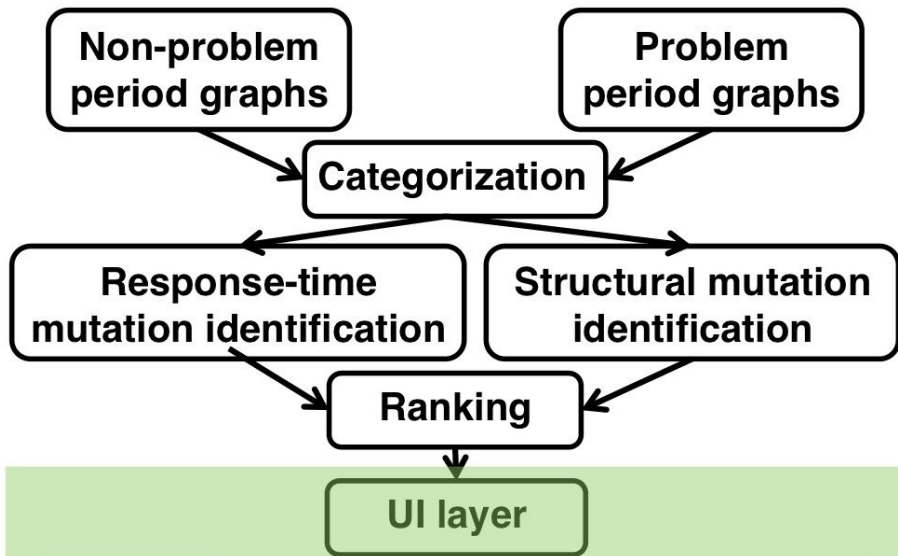 Non-problem
period graphs
Problem
period graphs
Categorization
Response-time
mutation identification
Structural mutation
identification
Ranking
UI layer